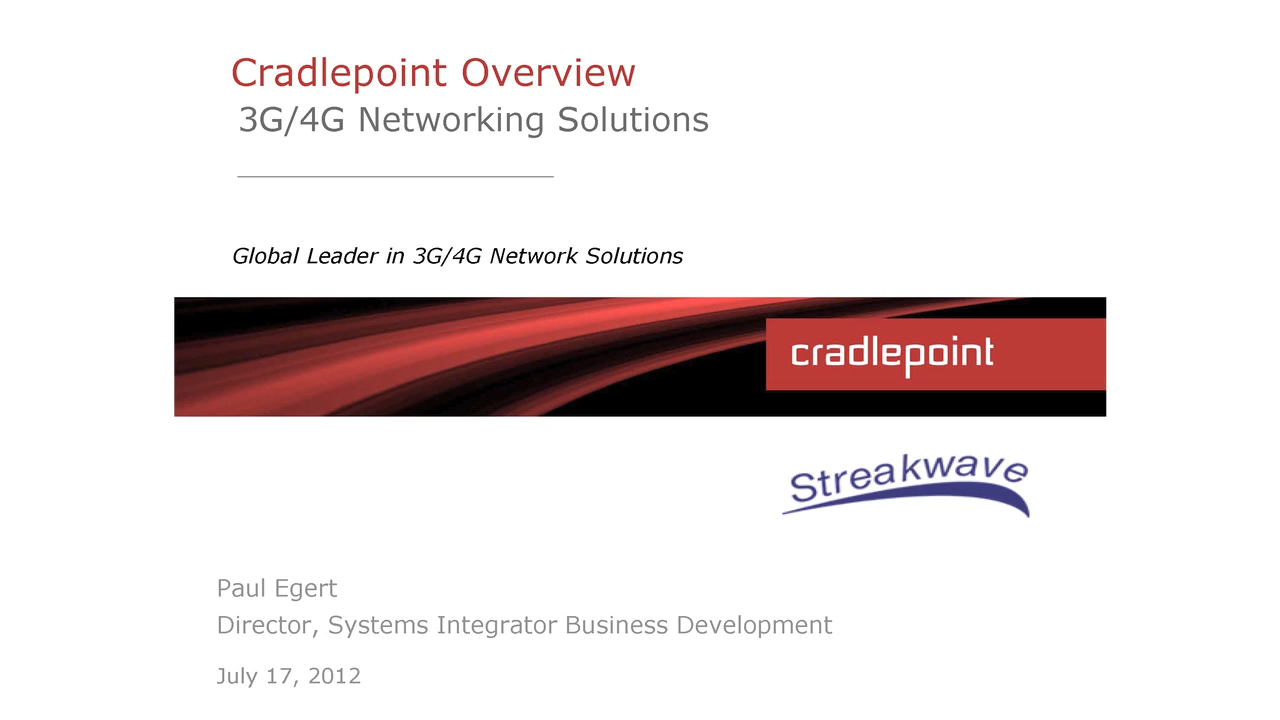 Cradlepoint Overview
3G/4G Networking Solutions
Global Leader in 3G/4G Network Solutions
cradlepoint
Streakwave
Paul Egert
Director, Systems Integrator Business Development
July 17, 2012